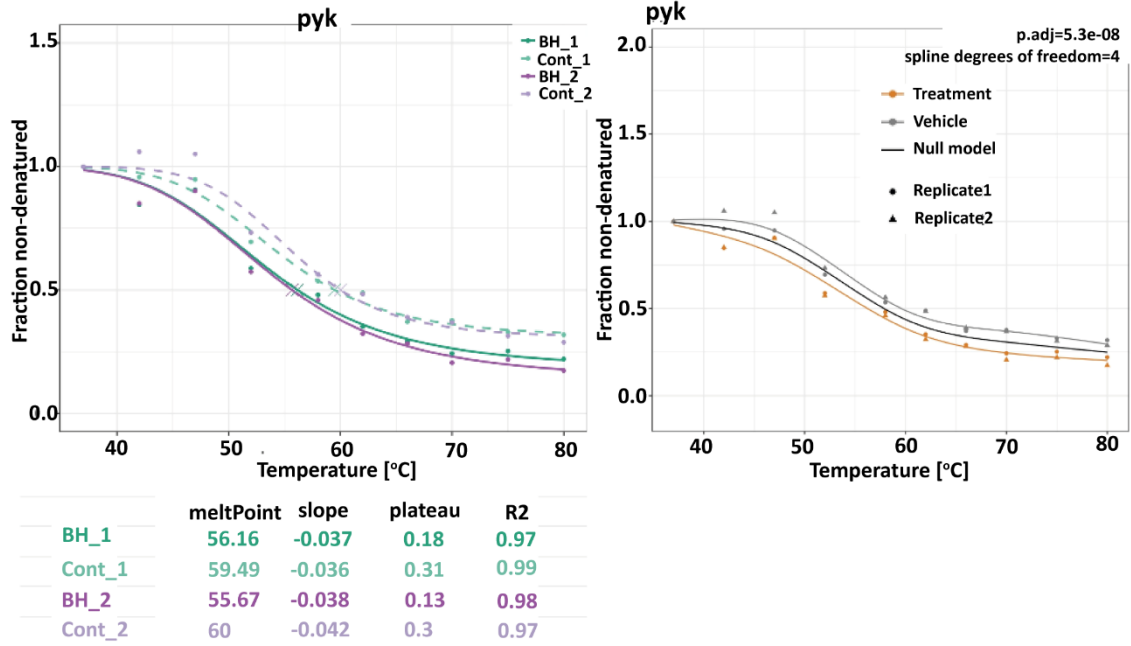 pyk
1.5
1.0
0.5
0.0
Fraction non-denatured
BH_1
Cont_1
BH_2
Cont_2
40 50 60 70 80
Temperature [°C]
pyk
p.adj=5.3e-08
spline degrees of freedom=4
2.0
1.5
1.0
0.5
0.0
Fraction non-denatured
Treatment
Vehicle
Null model
Replicate1
Replicate2
40 50 60 70 80
Temperature [°C]
meltPoint slope plateau R2
BH_1 56.16 -0.037 0.18 0.97
Cont_1 59.49 -0.036 0.31 0.99
BH_2 55.67 -0.038 0.13 0.98
Cont_2 60 -0.042 0.3 0.97